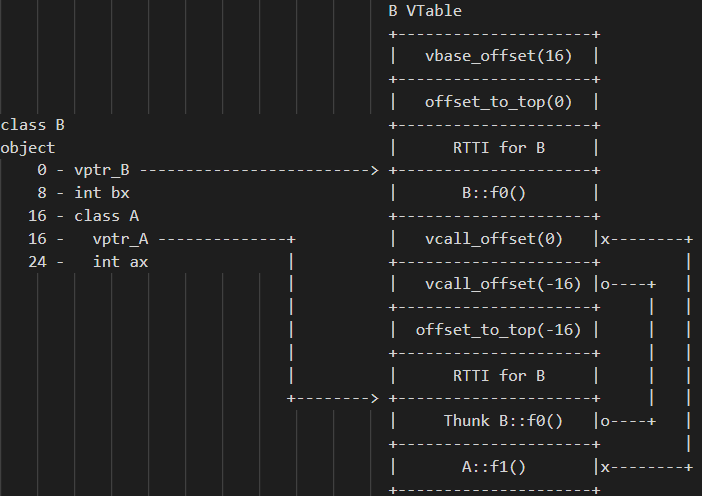 B VTable
+---------------------+
|   vbase_offset(16)  |
+---------------------+
|   offset_to_top(0)  |
class B                                   +---------------------+
object                                    |      RTTI for B     |
    0 - vptr_B -------------------------> +---------------------+
    8 - int bx                            |       B::f0()       |
   16 - class A                           +---------------------+
   16 -   vptr_A --------------+          |   vcall_offset(0)   |x--------+
   24 -   int ax               |          +---------------------+         |
                               |          |   vcall_offset(-16) |o----+   |
                               |          +---------------------+     |   |
                               |          |  offset_to_top(-16) |     |   |
                               |          +---------------------+     |   |
                               |          |      RTTI for B     |     |   |
                               +--------> +---------------------+     |   |
                                          |     Thunk B::f0()   |o----+   |
                                          +---------------------+         |
                                          |       A::f1()       |x--------+
                                          +---------------------+